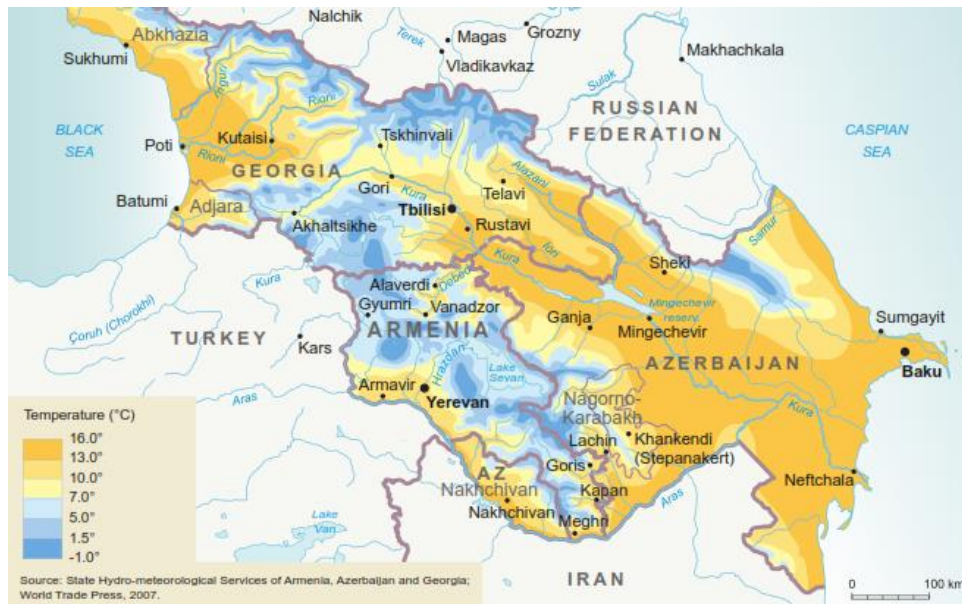 Nalchik
Abkhazia
Terek
Magas
Grozny
Sukhumi
Vladikavkaz
Makhachkala
Inguri
Rioni
Sulak
RUSSIAN
FEDERATION
BLACK
SEA
CASPIAN
SEA
Poti
Kutaisi
Tskhinvali
Rioni
GEORGIA
Alazani
Gori
Kura
Telavi
Batumi
Adjara
Tbilisi
Akhaltsikhe
Rustavi
Samur
Iori
Kura
Sheki
Kura
Alaverdi
Debed
Mingechevir
reserv.
Gyumri
Vanadzor
Çoruh (Chorokhi)
TURKEY
ARMENIA
Ganja
Mingechevir
Sumgayit
Kars
Hrazdan
Lake
Sevan
AZERBAIJAN
Baku
Armavir
Aras
Yerevan
Nagorno-
Karabakh
Kura
Temperature (°C)
16.0°
13.0°
10.0°
7.0°
5.0°
1.5°
-1.0°
Lachin
Khankendi
(Stepanakert)
Goris
AZ
Nakhchivan
Neftchala
Kapan
Aras
Nakhchivan
Meghri
Lake
Van
IRAN
Source: State Hydro-meteorological Services of Armenia, Azerbaijan and Georgia;
World Trade Press, 2007.
0
100 km